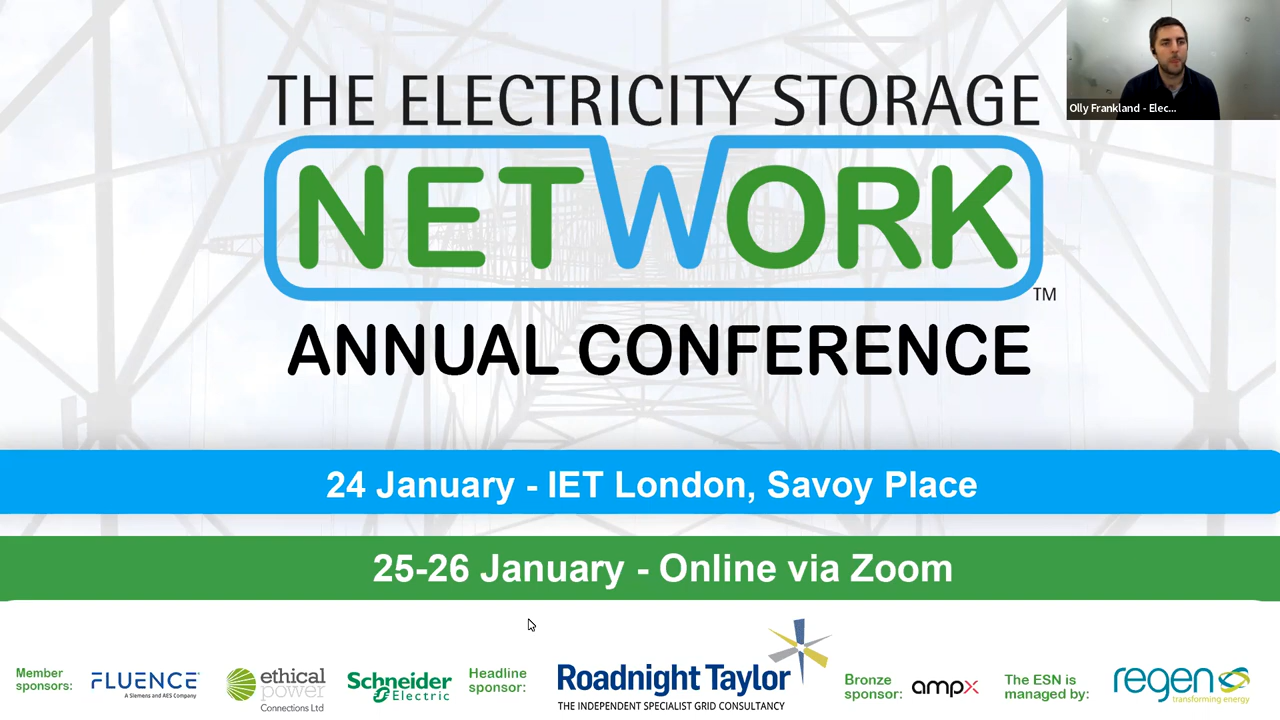 THE ELECTRICITY STORAGE
NETWORK
TM
ANNUAL CONFERENCE
Olly Frankland - Elec...
24 January - IET London, Savoy Place
25-26 January - Online via Zoom
Member
sponsors:
FLUENCE
A Siemens and AES Company
ethical
power
Connections Ltd
Schneider
Electric
Headline
sponsor:
Roadnight Taylor
THE INDEPENDENT SPECIALIST GRID CONSULTANCY
Bronze
sponsor:
ampx
The ESN is
managed by:
regen
transforming energy